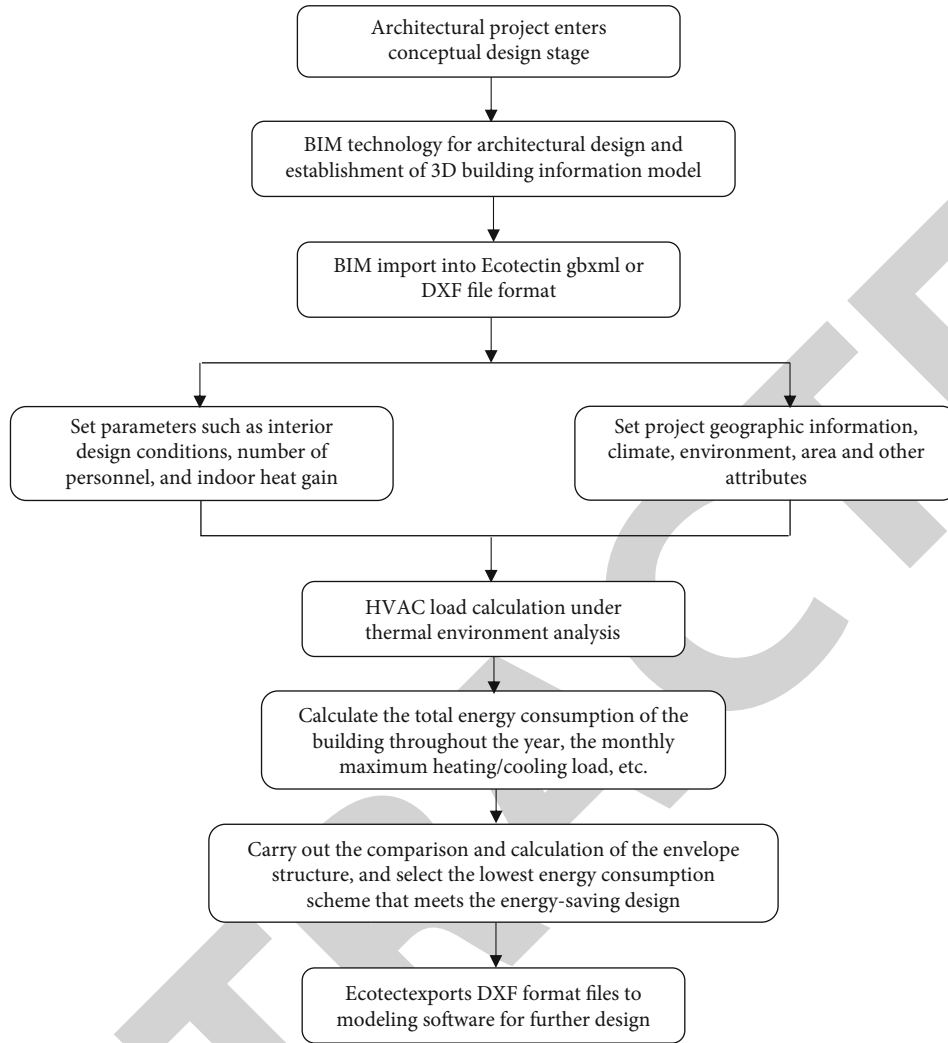 Architectural project enters
conceptual design stage
BIM technology for architectural design and
establishment of 3D building information model
BIM import into Ecotectin gbxml or
DXF file format
Set parameters such as interior
design conditions, number of
personnel, and indoor heat gain
Set project geographic information,
climate, environment, area and other
attributes
HVAC load calculation under
thermal environment analysis
Calculate the total energy consumption of the
building throughout the year, the monthly
maximum heating/cooling load, etc.
Carry out the comparison and calculation of the envelope
structure, and select the lowest energy consumption
scheme that meets the energy-saving design
Ecotectexports DXF format files to
modeling software for further design